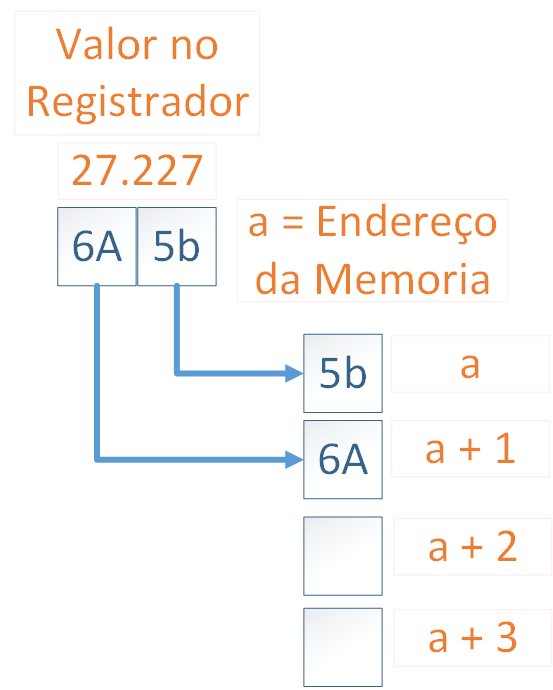 Valor no
Registrador
27.227
6A 5b
a = Endereço
da Memoria
5b a
6A a + 1
a + 2
a + 3